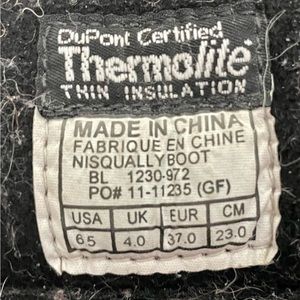 DuPont Certified
Thermolite
THIN INSULATION
MADE IN CHINA
FABRIQUE EN CHINE
NISQUALLYBOOT
BL 1230-972
PO# 11-11235 (GF)
USA UK EUR CM
65 4.0 37.0 23.0